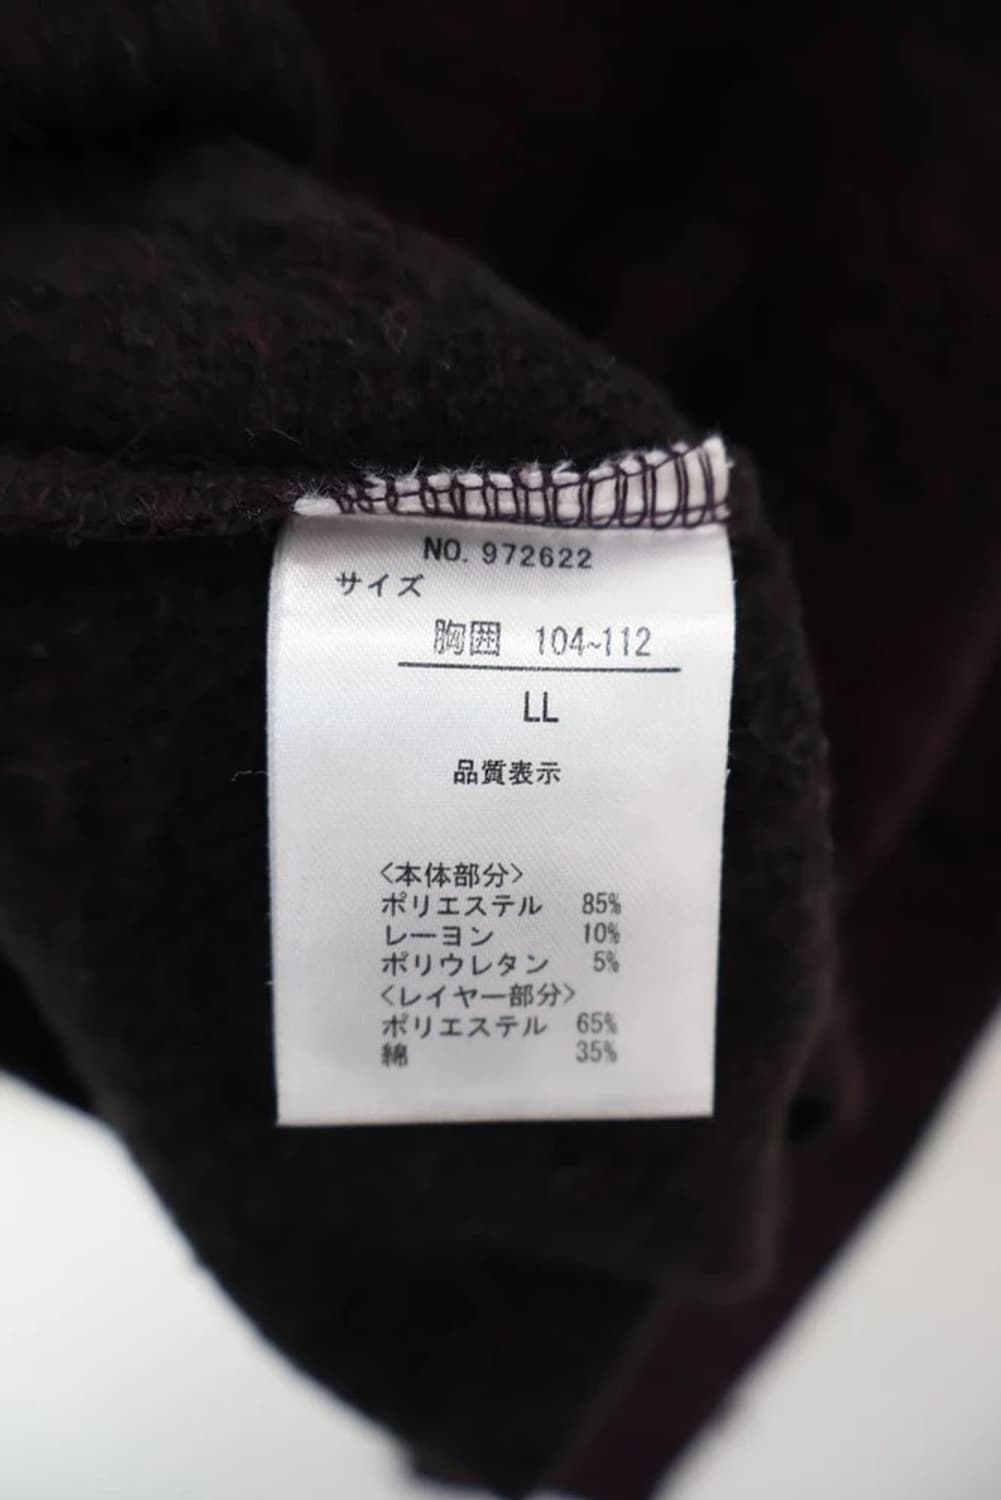 NO. 972622
サイズ
胸囲 104~112
LL
品質表示
<本体部分>
ポリエステル 85%
レーヨン 10%
ポリウレタン 5%
<レイヤー部分>
ポリエステル 65%
綿 35%